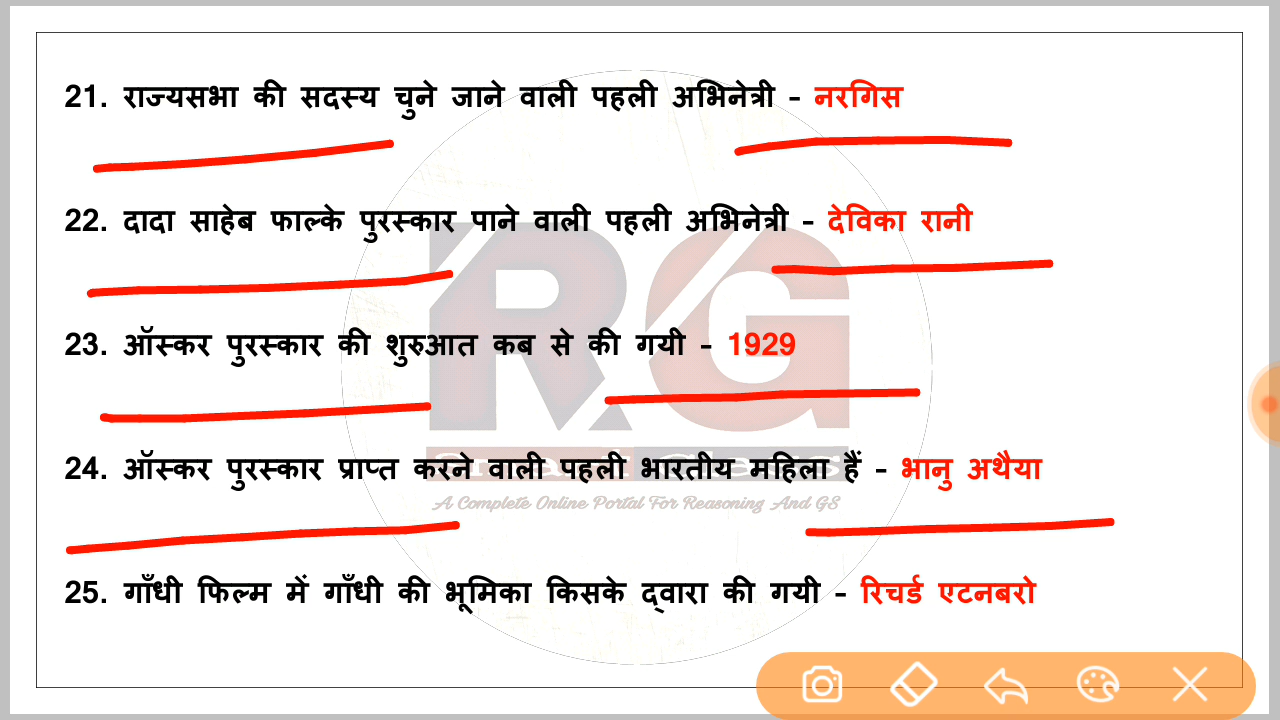 21. राज्यसभा की सदस्य चुने जाने वाली पहली अभिनेत्री – नरगिस
22. दादा साहेब फाल्के पुरस्कार पाने वाली पहली अभिनेत्री – देविका रानी
RG
23. ऑस्कर पुरस्कार की शुरुआत कब से की गयी – 1929
24. ऑस्कर पुरस्कार प्राप्त करने वाली पहली भारतीय महिला हैं – भानु अथैया
A Complete Online Portal For Reasoning And GS
25. गाँधी फिल्म में गाँधी की भूमिका किसके द्वारा की गयी – रिचर्ड एटनबरो